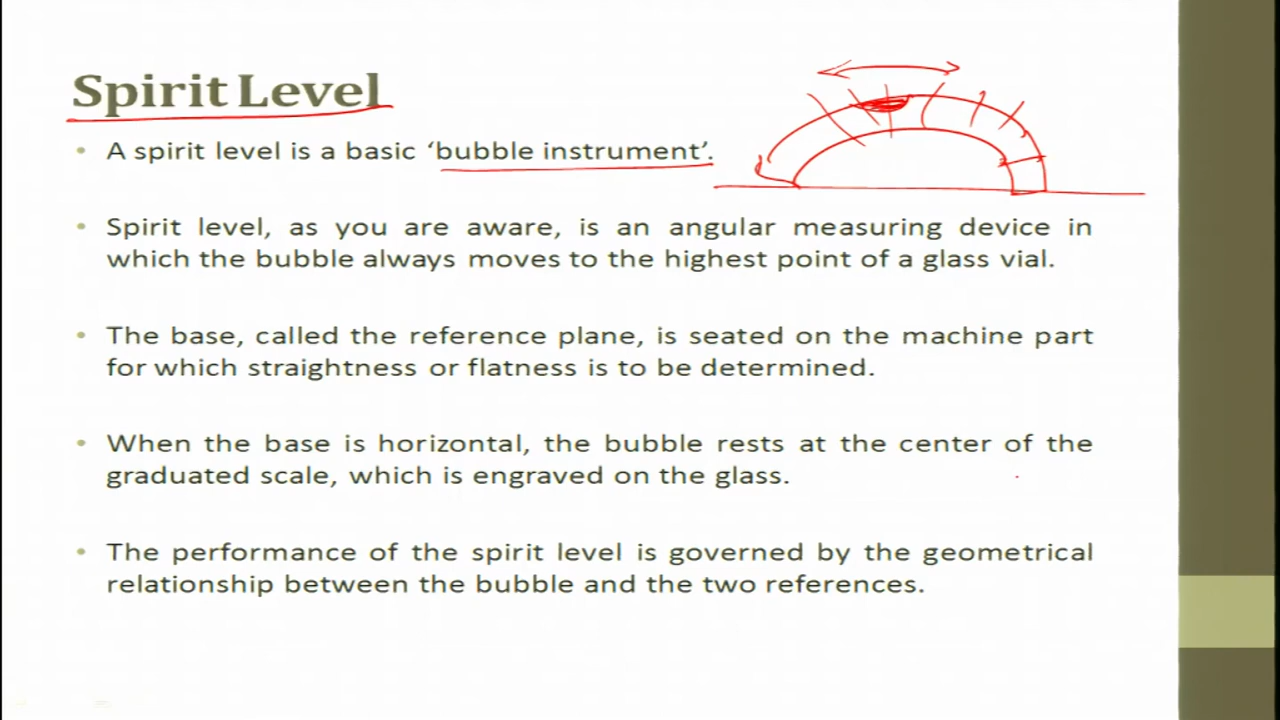 Spirit Level
• A spirit level is a basic ‘bubble instrument’.
• Spirit level, as you are aware, is an angular measuring device in
which the bubble always moves to the highest point of a glass vial.
• The base, called the reference plane, is seated on the machine part
for which straightness or flatness is to be determined.
• When the base is horizontal, the bubble rests at the center of the
graduated scale, which is engraved on the glass.
• The performance of the spirit level is governed by the geometrical
relationship between the bubble and the two references.